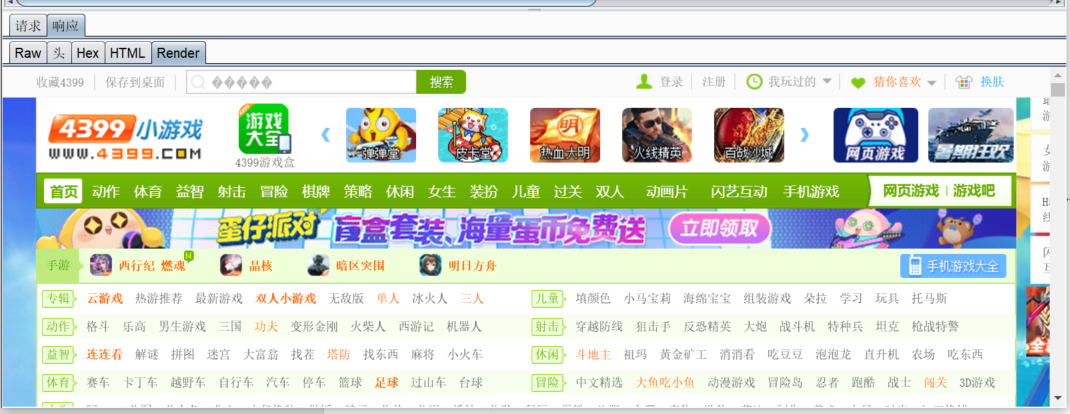 请求 响应
Raw 头 Hex HTML Render
收藏4399 保存到桌面 搜索 登录 注册 我玩过的 猜你喜欢 换肤
4399小游戏 游戏大全
www.4399.com 4399游戏盒 弹弹堂 皮卡堂 热血大明 火线精英 百战沙城 网页游戏 暑期狂欢
首页 动作 体育 益智 射击 冒险 棋牌 策略 休闲 女生 装扮 儿童 过关 双人 动画片 闪艺互动 手机游戏 网页游戏 游戏吧
蛋仔派对 盲盒套装、海量蛋币免费送 立即领取
手游 西行纪 燃魂 N 晶核 暗区突围 明日方舟 手机游戏大全
专辑 云游戏 热游推荐 最新游戏 双人小游戏 无敌版 单人 冰火人 三人 儿童 填颜色 小马宝莉 海绵宝宝 组装游戏 朵拉 学习 玩具 托马斯
动作 格斗 乐高 男生游戏 三国 功夫 变形金刚 火柴人 西游记 机器人 射击 穿越防线 狙击手 反恐精英 大炮 战斗机 特种兵 坦克 枪战特警
益智 连连看 解谜 拼图 迷宫 大富翁 找茬 塔防 找东西 麻将 小火车 休闲 斗地主 祖玛 黄金矿工 消消看 吃豆豆 泡泡龙 直升机 农场 吃东西
体育 赛车 卡丁车 越野车 自行车 汽车 停车 篮球 足球 过山车 台球 冒险 中文精选 大鱼吃小鱼 动漫游戏 冒险岛 忍者 跑酷 战士 闯关 3D游戏